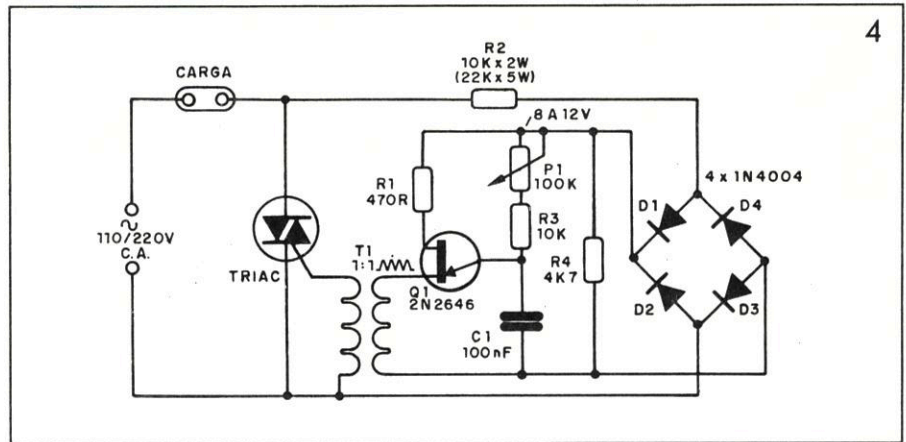 4
R2
10K x 2W
(22K x 5W)
CARGA
8 A 12V
4 x 1N4004
R1
470R
P1
100K
D1
D4
R3
10K
110/220V
C.A.
T1
1:1
R4
4K7
TRIAC
Q1
2N2646
D2
D3
C1
100nF